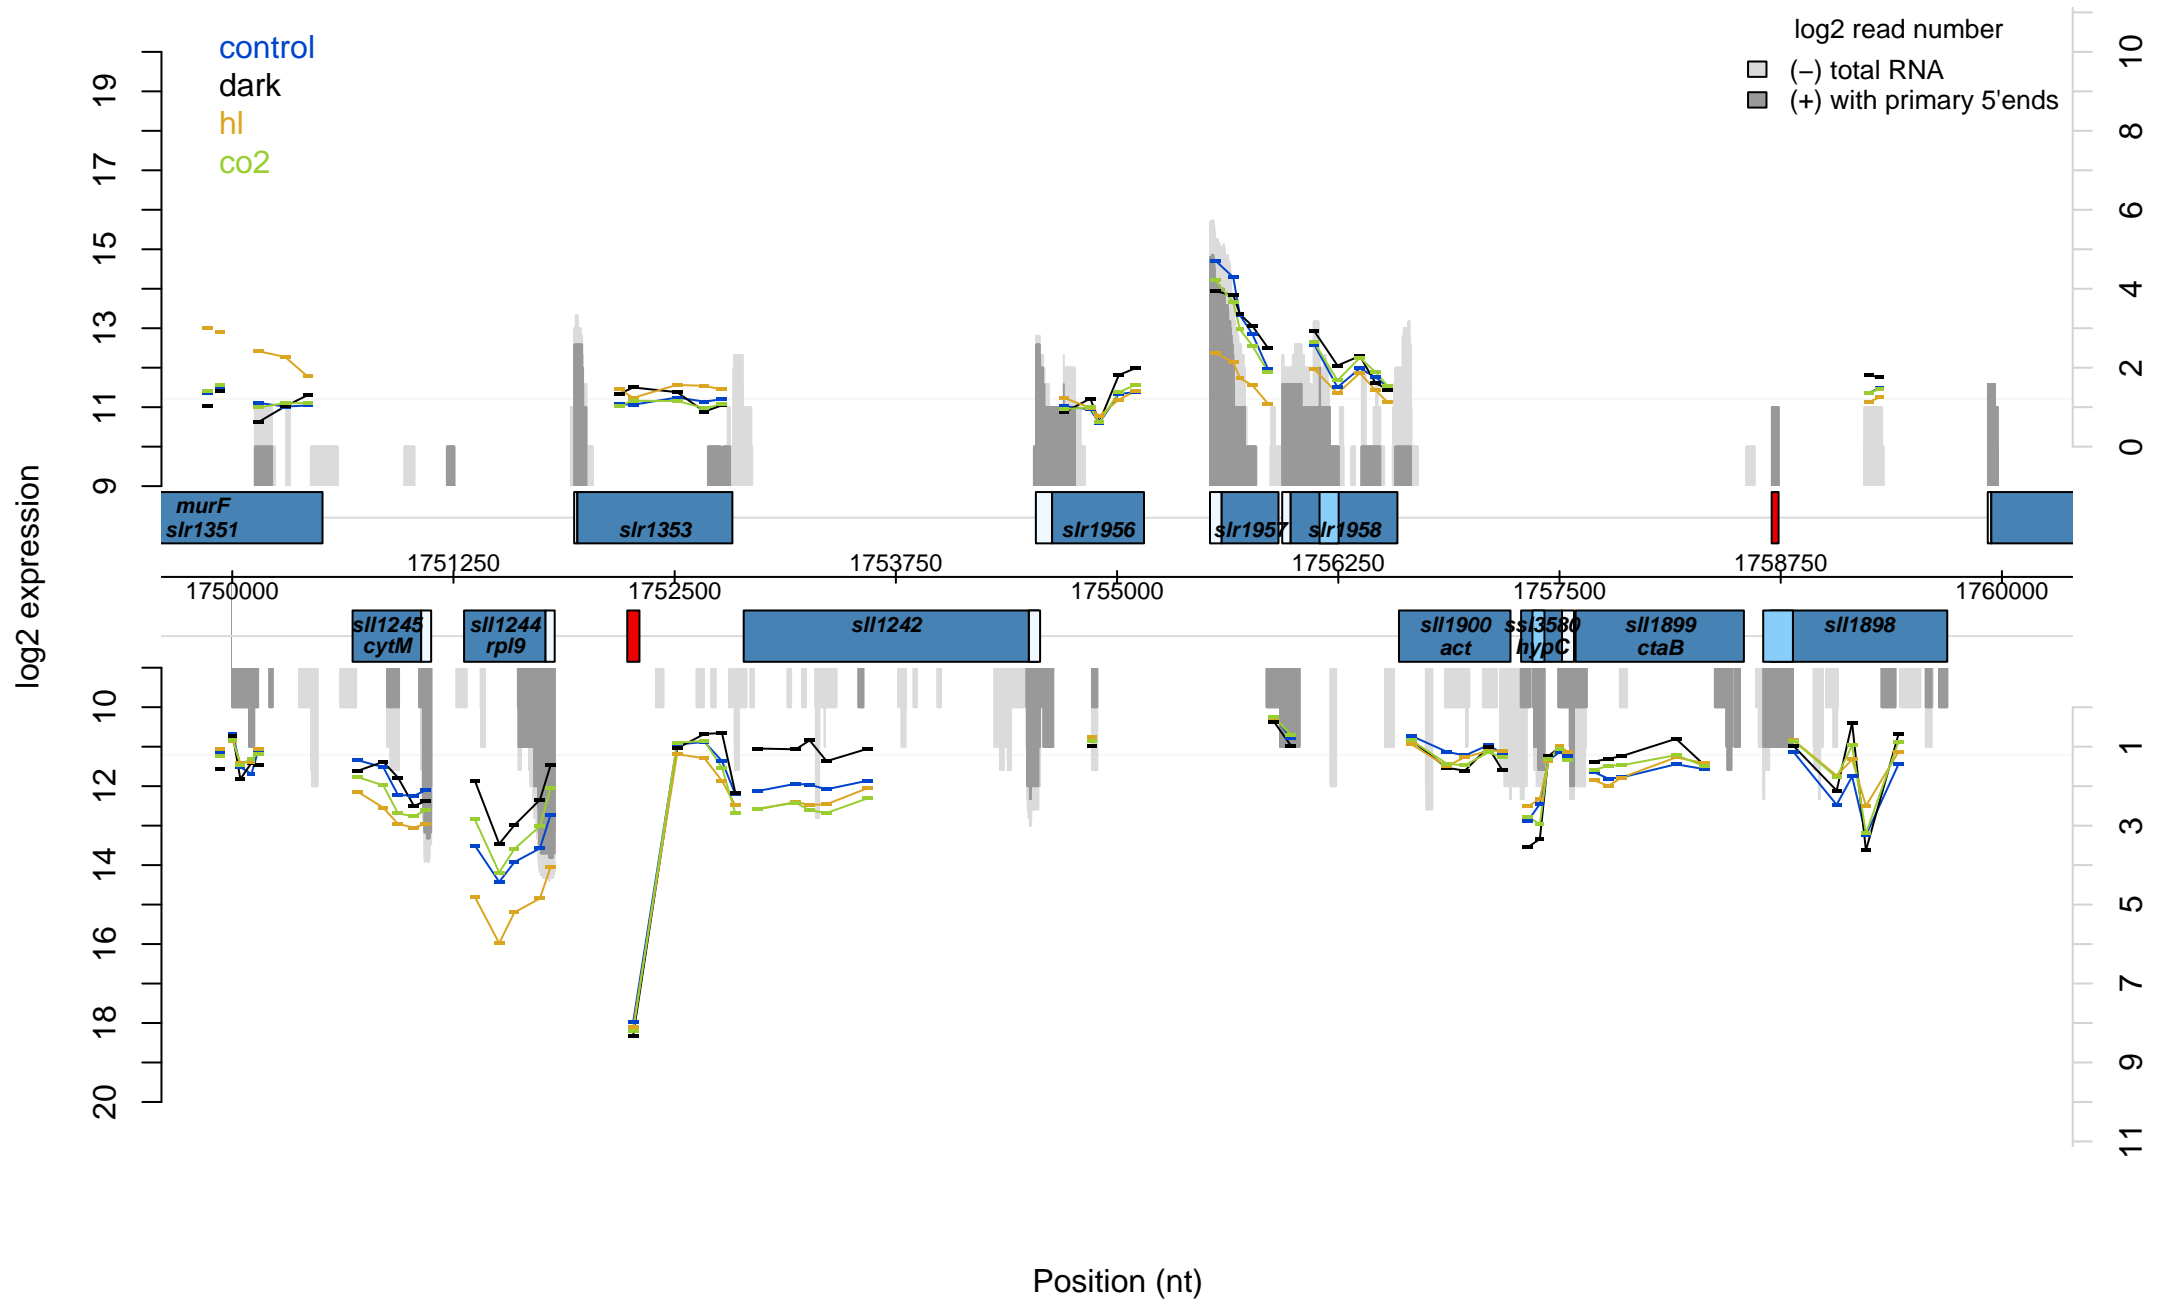 control
dark
hl
co2
log2 read number
(−) total RNA
(+) with primary 5'ends
19
17
15
13
11
9
10
8
6
4
2
0
murF
slr1351
slr1353
slr1956
slr1957
slr1958
1751250
1753750
1756250
1758750
1750000
1752500
1755000
1757500
1760000
sll1245
cytM
sll1244
rpl9
sll1242
sll1900
act
ssl3580
hypC
sll1899
ctaB
sll1898
log2 expression
10
12
14
16
18
20
1
3
5
7
9
11
Position (nt)